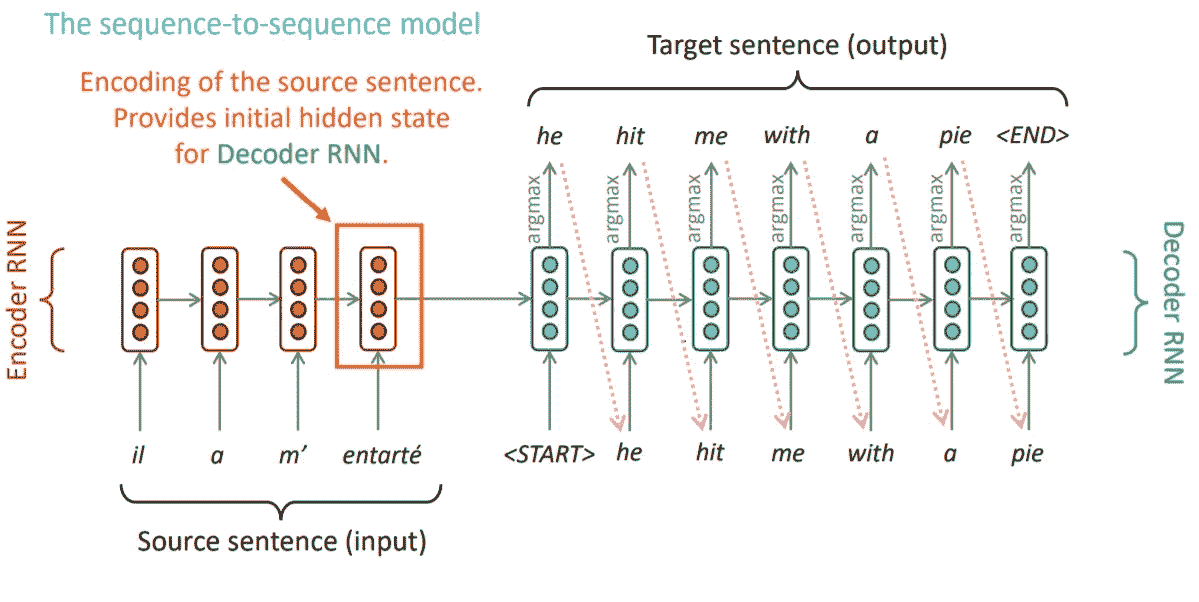 The sequence-to-sequence model
Target sentence (output)
Encoding of the source sentence.
Provides initial hidden state
for Decoder RNN.
he hit me with a pie <END>
argmax argmax argmax argmax argmax argmax argmax
Encoder RNN
Decoder RNN
il a m’ entarté <START> he hit me with a pie
Source sentence (input)